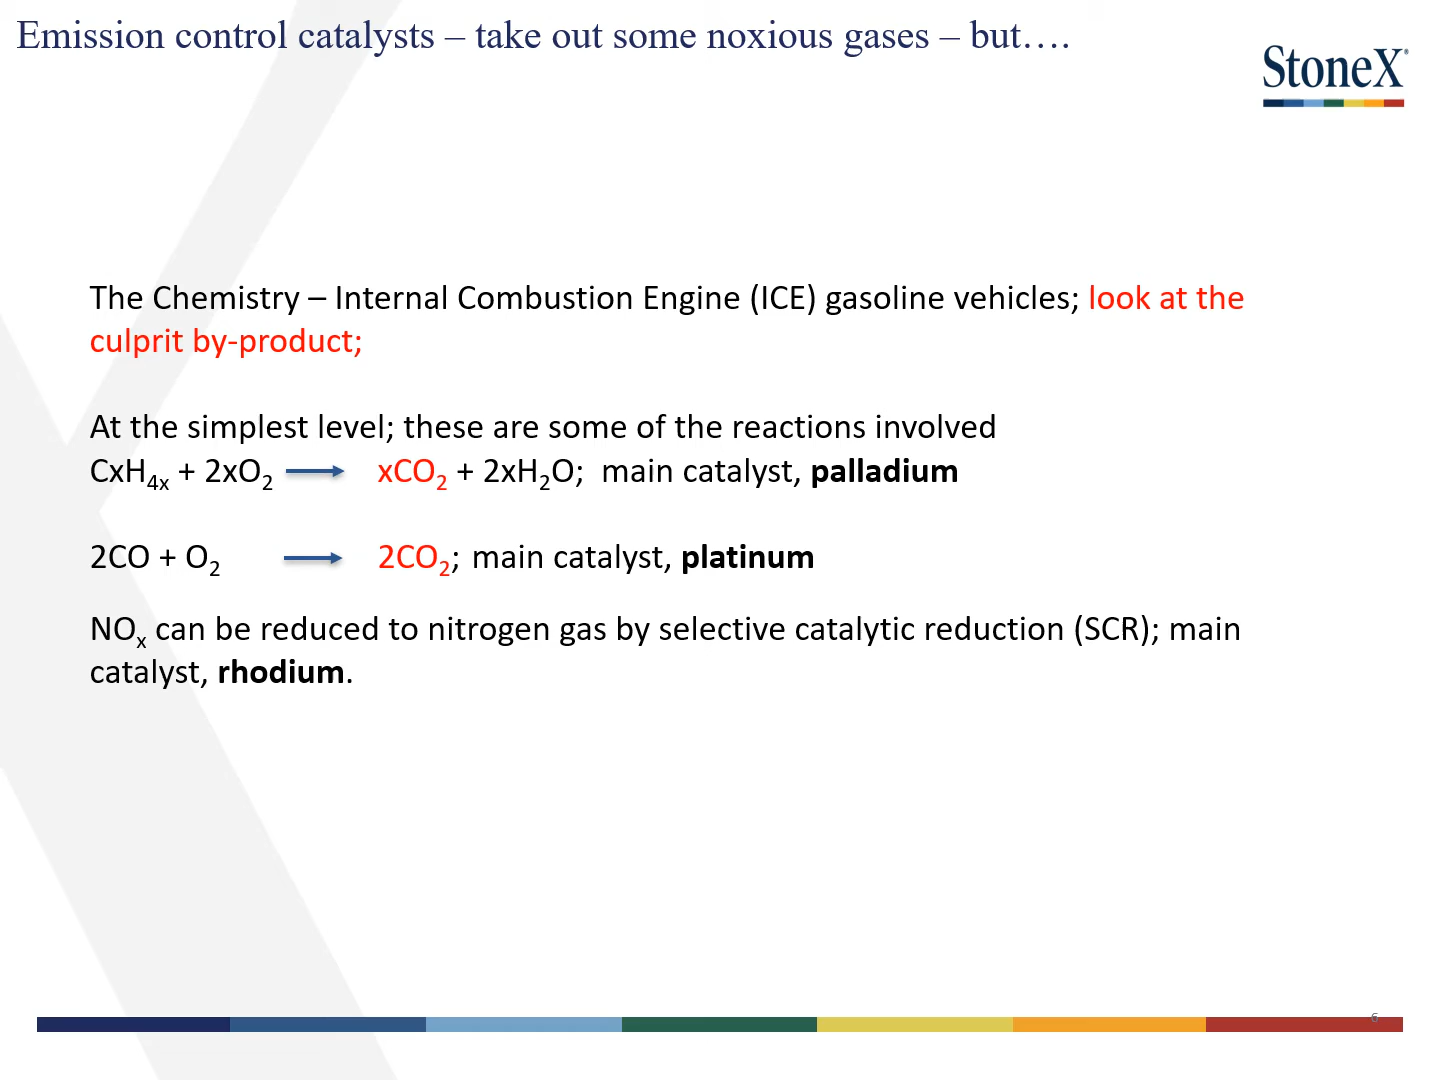 Emission control catalysts – take out some noxious gases – but….
StoneX®
The Chemistry – Internal Combustion Engine (ICE) gasoline vehicles; look at the
culprit by-product;
At the simplest level; these are some of the reactions involved
CxH4x + 2xO2 → xCO2 + 2xH2O; main catalyst, palladium
2CO + O2 → 2CO2; main catalyst, platinum
NOx can be reduced to nitrogen gas by selective catalytic reduction (SCR); main
catalyst, rhodium.
6